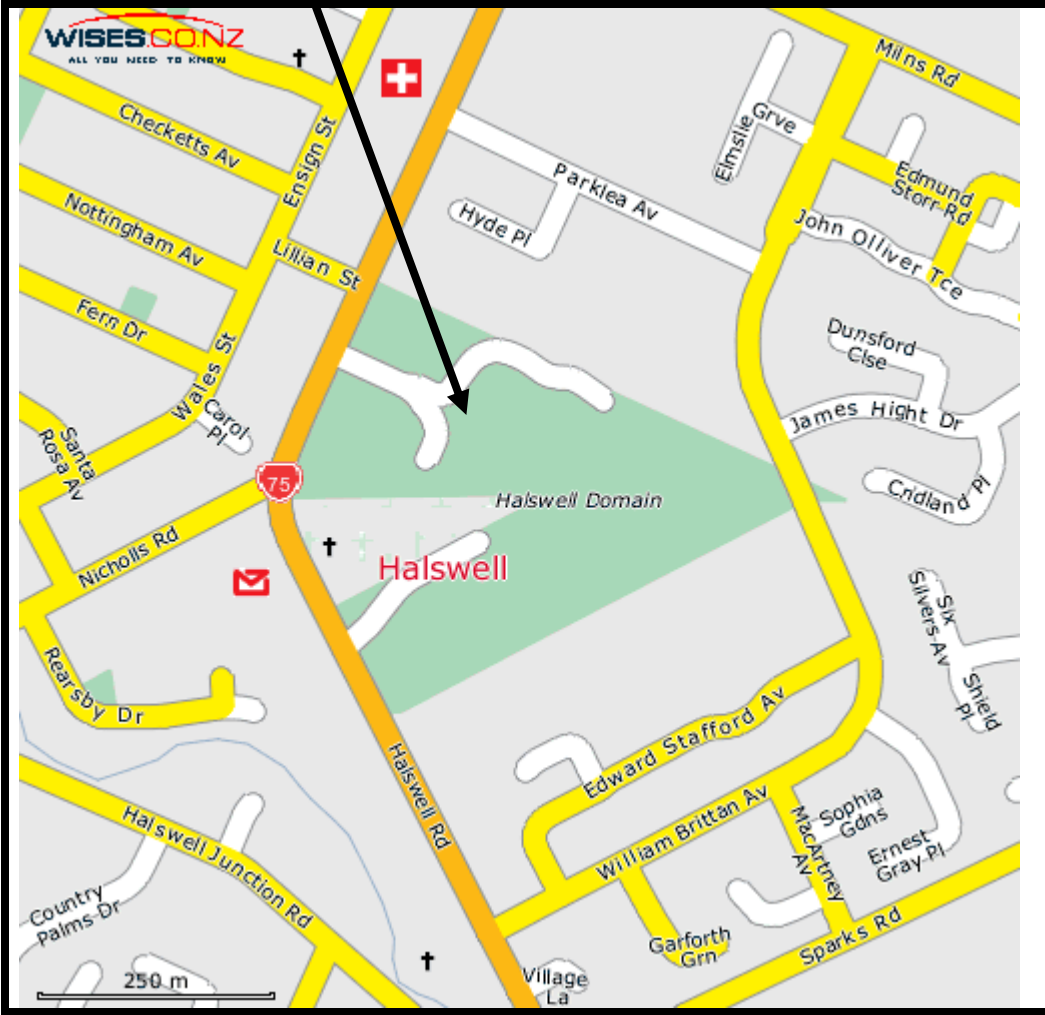 WISES.CO.NZ
ALL YOU NEED TO KNOW
Milns Rd
Checketts Av
Ensign St
Grve
Elmslie
Parklea Av
Edmund
Storr Rd
Nottingham Av
Hyde Pl
John Olliver Tce
Lillian St
Fern Dr
Dunsford
Clse
Wales St
Carol
Pl
James Hight Dr
Santa
Rosa Av
75
Cridland Pl
Halswell Domain
Nicholls Rd
Halswell
Six
Silvers Av
Shield
Pl
Rearsby Dr
Edward Stafford Av
Halswell Rd
William Brittan Av
MacArtney
Av
Sophia
Gdns
Ernest
Gray Pl
Halswell Junction Rd
Country
Palms Dr
Garforth
Grn
Sparks Rd
Village
La
250 m